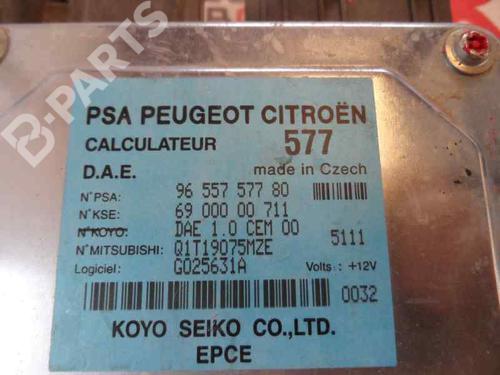 B-PARTS
PSA PEUGEOT CITROËN
CALCULATEUR 577
D.A.E. made in Czech
N°PSA: 96 557 577 80
N°KSE: 69 000 00 711
N°KOYO: DAE 1.0 CEM 00
N°MITSUBISHI: Q1T19075MZE 5111
Logiciel: G025631A Volts: +12V
0032
KOYO SEIKO CO.,LTD.
EPCE